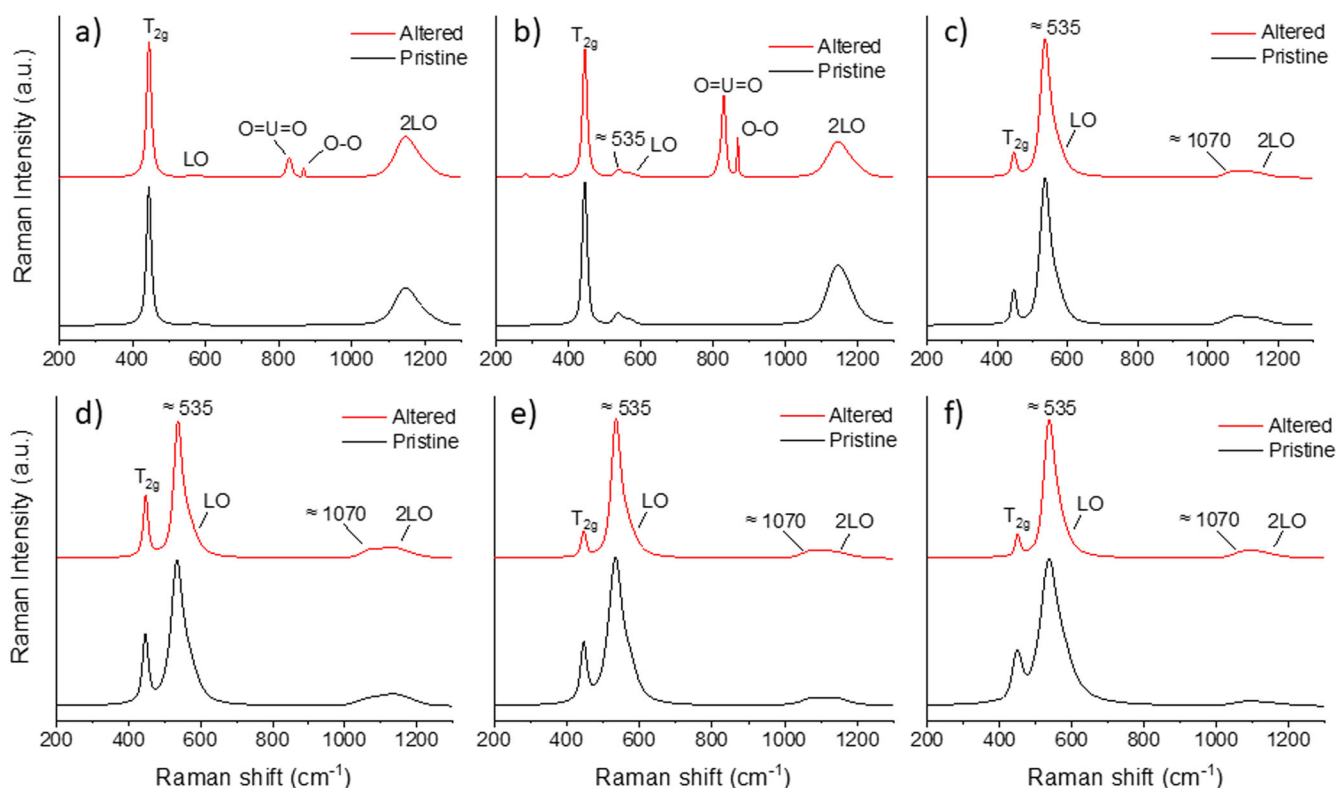 Raman Intensity (a.u.)
a)
T2g
Altered
Pristine
O=U=O
O-O
LO
2LO
200 400 600 800 1000 1200
b)
T2g
Altered
Pristine
O=U=O
O-O
≈ 535
LO
2LO
200 400 600 800 1000 1200
c)
≈ 535
Altered
Pristine
T2g
LO
≈ 1070
2LO
200 400 600 800 1000 1200
Raman Intensity (a.u.)
d)
≈ 535
Altered
Pristine
T2g
LO
≈ 1070
2LO
200 400 600 800 1000 1200
Raman shift (cm-1)
e)
≈ 535
Altered
Pristine
T2g
LO
≈ 1070
2LO
200 400 600 800 1000 1200
Raman shift (cm-1)
f)
≈ 535
Altered
Pristine
T2g
LO
≈ 1070
2LO
200 400 600 800 1000 1200
Raman shift (cm-1)